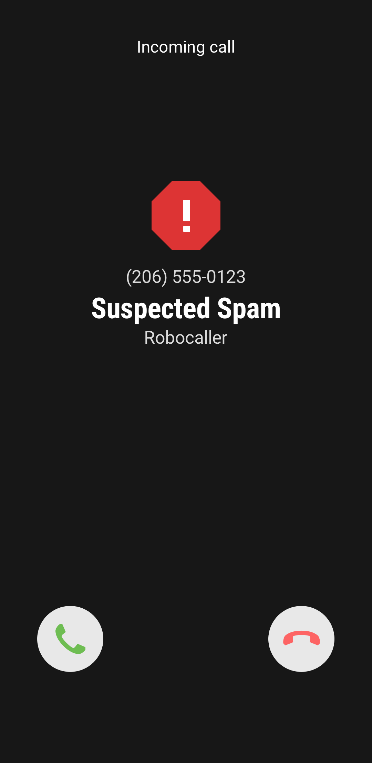 Incoming call
(206) 555-0123
Suspected Spam
Robocaller